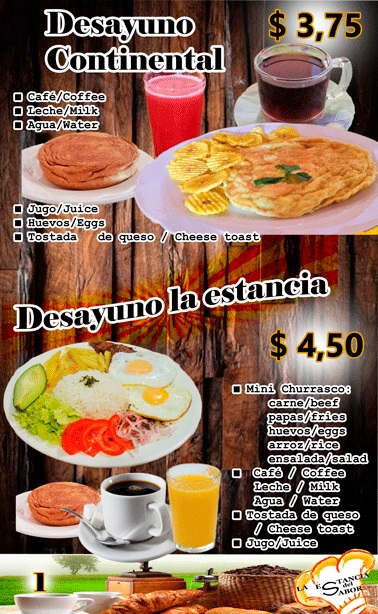 Desayuno
Continental
$ 3,75
Café/Coffee
Leche/Milk
Agua/Water
Jugo/Juice
Huevos/Eggs
Tostada de queso / Cheese toast
Desayuno la estancia
$ 4,50
Mini Churrasco:
carne/beef
papas/fries
huevos/eggs
arroz/rice
ensalada/salad
Café / Coffee
Leche / Milk
Agua / Water
Tostada de queso
/ Cheese toast
Jugo/Juice
1
LA ESTANCIA
del
SABOR